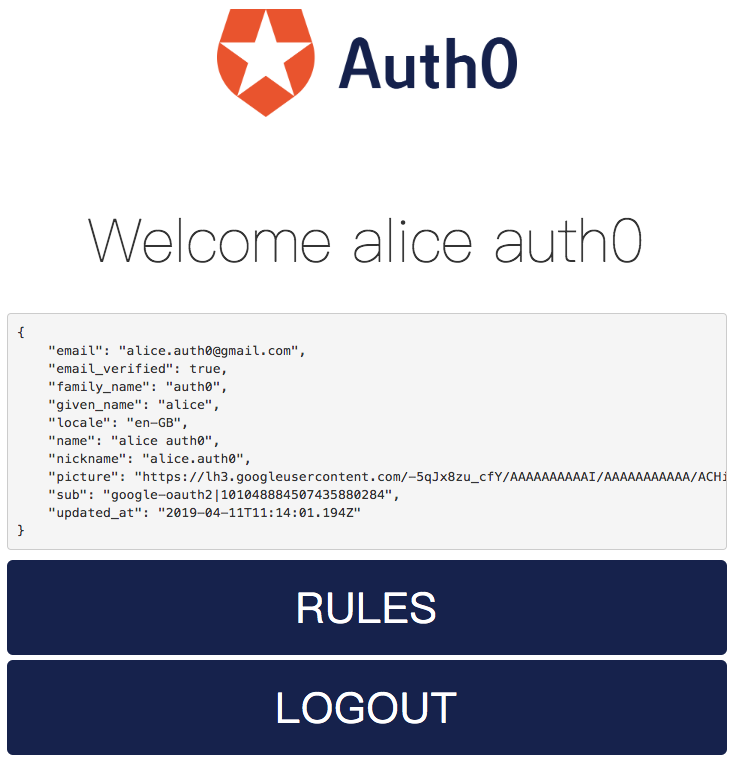 Auth0
Welcome alice auth0
{
"email": "alice.auth0@gmail.com",
"email_verified": true,
"family_name": "auth0",
"given_name": "alice",
"locale": "en-GB",
"name": "alice auth0",
"nickname": "alice.auth0",
"picture": "https://lh3.googleusercontent.com/-5qJx8zu_cfY/AAAAAAAAAAI/AAAAAAAAAAA/ACHi
"sub": "google-oauth2|101048884507435880284",
"updated_at": "2019-04-11T11:14:01.194Z"
}
RULES
LOGOUT